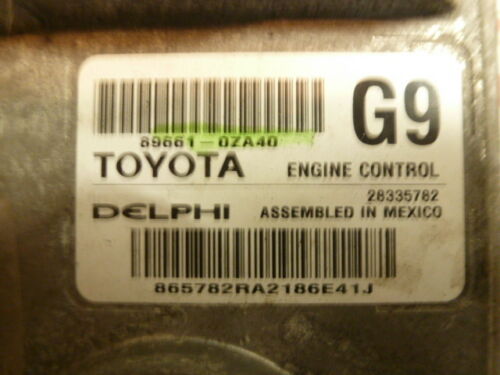 G9
89661-0ZA40
TOYOTA ENGINE CONTROL
28335782
DELPHI ASSEMBLED IN MEXICO
865782RA2186E41J